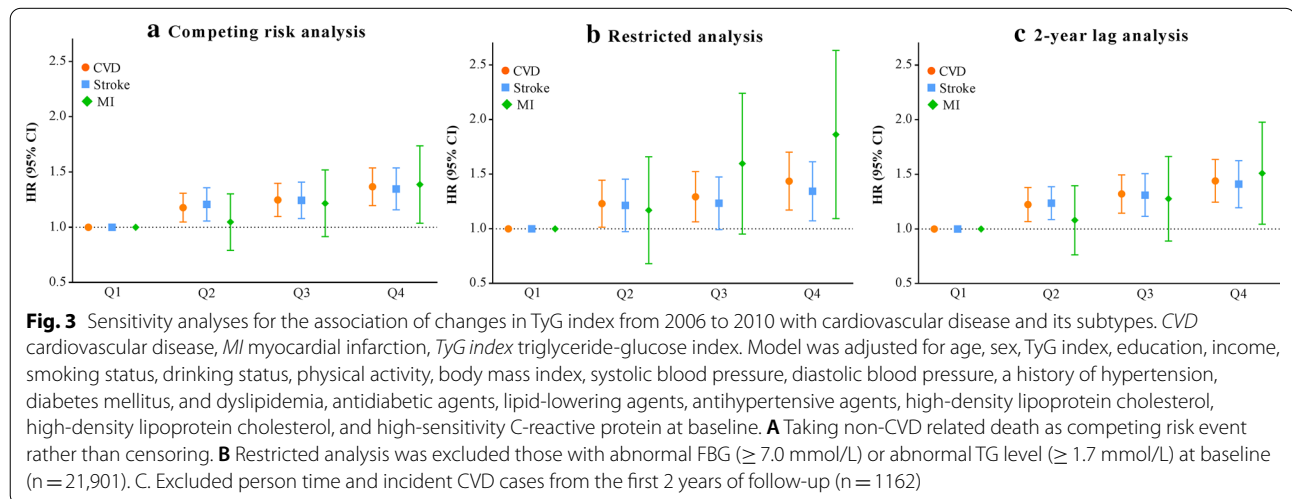 a Competing risk analysis
HR (95% CI)
2.5
2.0
1.5
1.0
0.5
CVD
Stroke
MI
Q1 Q2 Q3 Q4
b Restricted analysis
HR (95% CI)
2.5
2.0
1.5
1.0
0.5
CVD
Stroke
MI
Q1 Q2 Q3 Q4
c 2-year lag analysis
HR (95% CI)
2.5
2.0
1.5
1.0
0.5
CVD
Stroke
MI
Q1 Q2 Q3 Q4
Fig. 3 Sensitivity analyses for the association of changes in TyG index from 2006 to 2010 with cardiovascular disease and its subtypes. CVD
cardiovascular disease, MI myocardial infarction, TyG index triglyceride-glucose index. Model was adjusted for age, sex, TyG index, education, income,
smoking status, drinking status, physical activity, body mass index, systolic blood pressure, diastolic blood pressure, a history of hypertension,
diabetes mellitus, and dyslipidemia, antidiabetic agents, lipid-lowering agents, antihypertensive agents, high-density lipoprotein cholesterol,
high-density lipoprotein cholesterol, and high-sensitivity C-reactive protein at baseline. A Taking non-CVD related death as competing risk event
rather than censoring. B Restricted analysis was excluded those with abnormal FBG (≥ 7.0 mmol/L) or abnormal TG level (≥ 1.7 mmol/L) at baseline
(n = 21,901). C. Excluded person time and incident CVD cases from the first 2 years of follow-up (n = 1162)